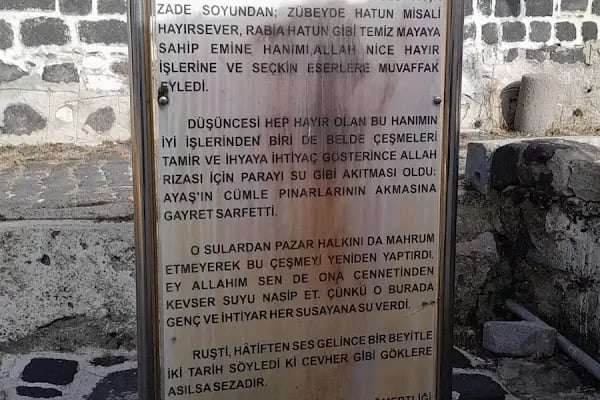 ZADE SOYUNDAN; ZÜBEYDE HATUN MİSALİ
HAYIRSEVER, RABİA HATUN GİBİ TEMİZ MAYAYA
SAHİP EMİNE HANIMI ALLAH NİCE HAYIR
İŞLERİNE VE SEÇKİN ESERLERE MUVAFFAK
EYLEDİ.
DÜŞÜNCESİ HEP HAYIR OLAN BU HANIMIN
İYİ İŞLERİNDEN BİRİ DE BELDE ÇEŞMELERİ
TAMİR VE İHYAYA İHTİYAÇ GÖSTERİNCE ALLAH
RIZASI İÇİN PARAYI SU GİBİ AKITMASI OLDU:
AYAŞ'IN CÜMLE PINARLARININ AKMASINA
GAYRET SARFETTİ.
O SULARDAN PAZAR HALKINI DA MAHRUM
ETMEYEREK BU ÇEŞMEYİ YENİDEN YAPTIRDI.
EY ALLAHIM SEN DE ONA CENNETİNDEN
KEVSER SUYU NASİP ET. ÇÜNKÜ O BURADA
GENÇ VE İHTİYAR HER SUSAYANA SU VERDİ.
RUŞTİ, HÂTİFTEN SES GELİNCE BİR BEYİTLE
İKİ TARİH SÖYLEDİ Kİ CEVHER GİBİ GÖKLERE
ASILSA SEZADIR.